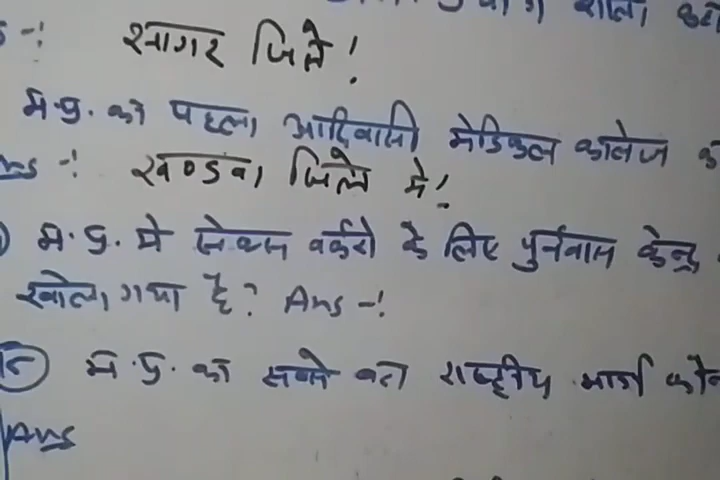 शाला
-! सागर जिले!
म.प्र. का पहला आदिवासी मेडिकल कालेज
Ans -! खण्डवा जिले मे!
म.प्र. मे सेक्स वर्करो के लिए पुर्नवास केन्द्र
खोला गया है? Ans -!
म.प्र. का सबसे बडा राष्ट्रीय मार्ग कौन
Ans